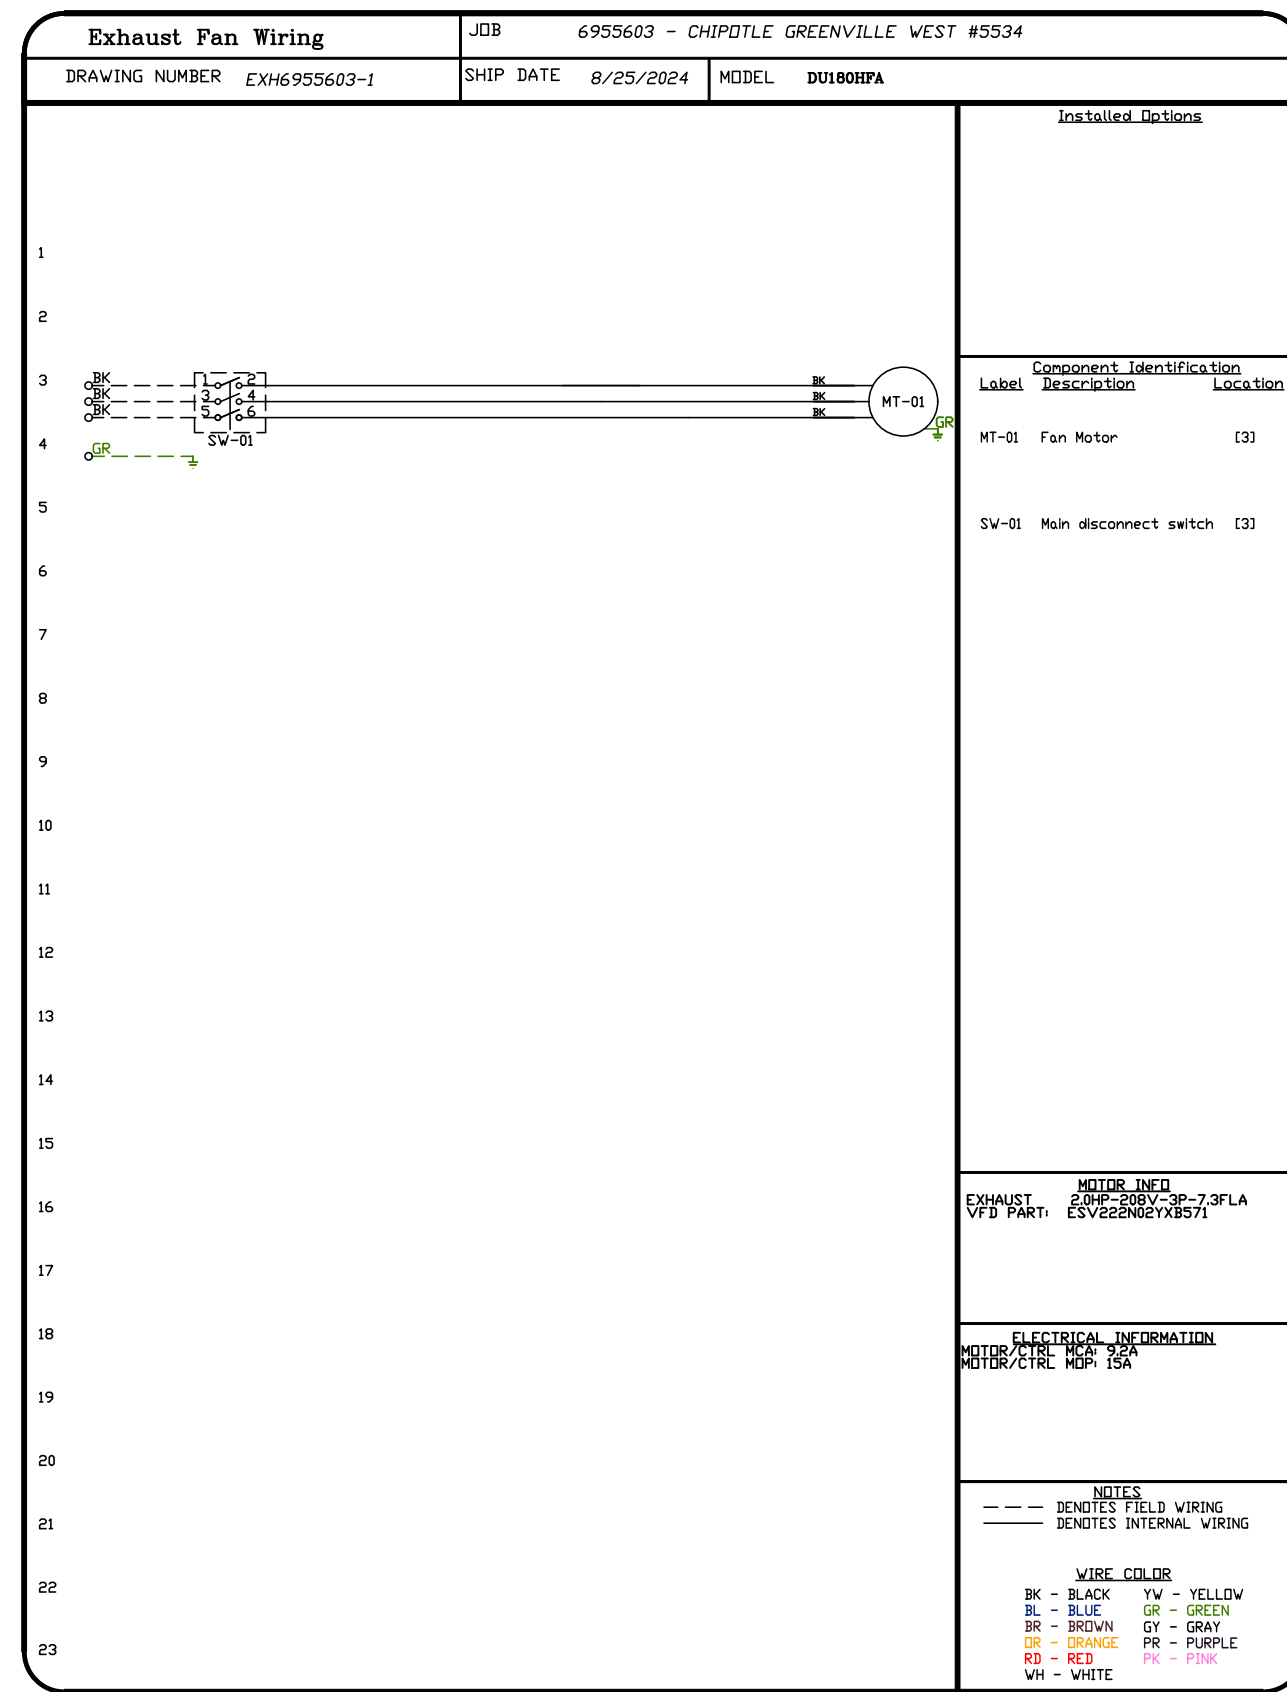 Exhaust Fan Wiring
JOB 6955603 - CHIPOTLE GREENVILLE WEST #5534
DRAWING NUMBER EXH6955603-1
SHIP DATE 8/25/2024
MODEL DU180HFA
Installed Options
1
2
3
4
5
6
7
8
9
10
11
12
13
14
15
16
17
18
19
20
21
22
23
BK 1 2 BK
BK 3 4 BK
BK 5 6 BK
MT-01
GR
SW-01
GR
Component Identification
Label Description Location
MT-01 Fan Motor [3]
SW-01 Main disconnect switch [3]
MOTOR INFO
EXHAUST 2.0HP-208V-3P-7.3FLA
VFD PART: ESV222N02YXB571
ELECTRICAL INFORMATION
MOTOR/CTRL MCA: 9.2A
MOTOR/CTRL MOP: 15A
NOTES
DENOTES FIELD WIRING
DENOTES INTERNAL WIRING
WIRE COLOR
BK - BLACK YW - YELLOW
BL - BLUE GR - GREEN
BR - BROWN GY - GRAY
OR - ORANGE PR - PURPLE
RD - RED PK - PINK
WH - WHITE